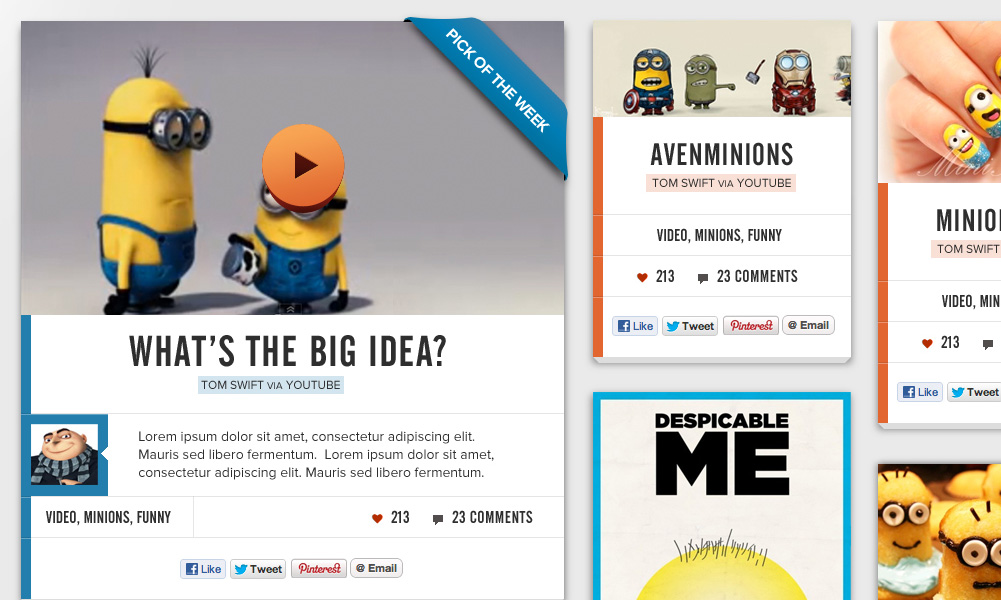 PICK OF THE WEEK
WHAT'S THE BIG IDEA?
TOM SWIFT VIA YOUTUBE
Lorem ipsum dolor sit amet, consectetur adipiscing elit.
Mauris sed libero fermentum.  Lorem ipsum dolor sit amet,
consectetur adipiscing elit. Mauris sed libero fermentum.
VIDEO, MINIONS, FUNNY
213
23 COMMENTS
Like
Tweet
Pinterest
@ Email
AVENMINIONS
TOM SWIFT VIA YOUTUBE
VIDEO, MINIONS, FUNNY
213
23 COMMENTS
Like
Tweet
Pinterest
@ Email
DESPICABLE
ME
MINIO
TOM SWIFT
VIDEO, MIN
213
Like
Tweet